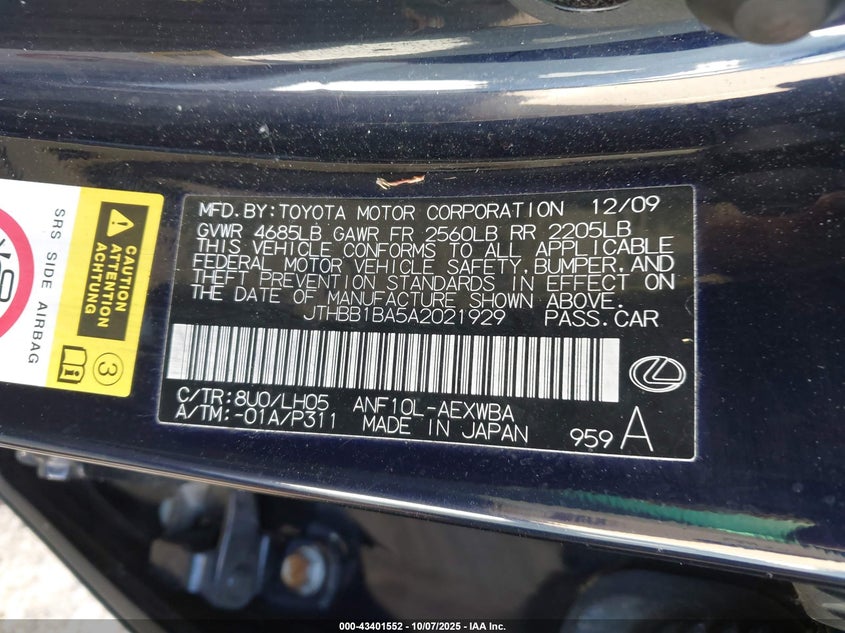 MFD.BY:TOYOTA MOTOR CORPORATION 12/09
GVWR 4685LB GAWR FR 2560LB RR 2205LB
THIS VEHICLE CONFORMS TO ALL APPLICABLE
FEDERAL MOTOR VEHICLE SAFETY,BUMPER,AND
THEFT PREVENTION STANDARDS IN EFFECT ON
THE DATE OF MANUFACTURE SHOWN ABOVE.
JTHBB1BA5A2021929 PASS.CAR
C/TR:8U0/LH05 ANF10L-AEXWBA
A/TM:-01A/P311 MADE IN JAPAN 959 A
CAUTION
ATTENTION
ACHTUNG
3
SRS SIDE AIRBAG
000-43401552 | 10/07/2025 - IAA Inc.